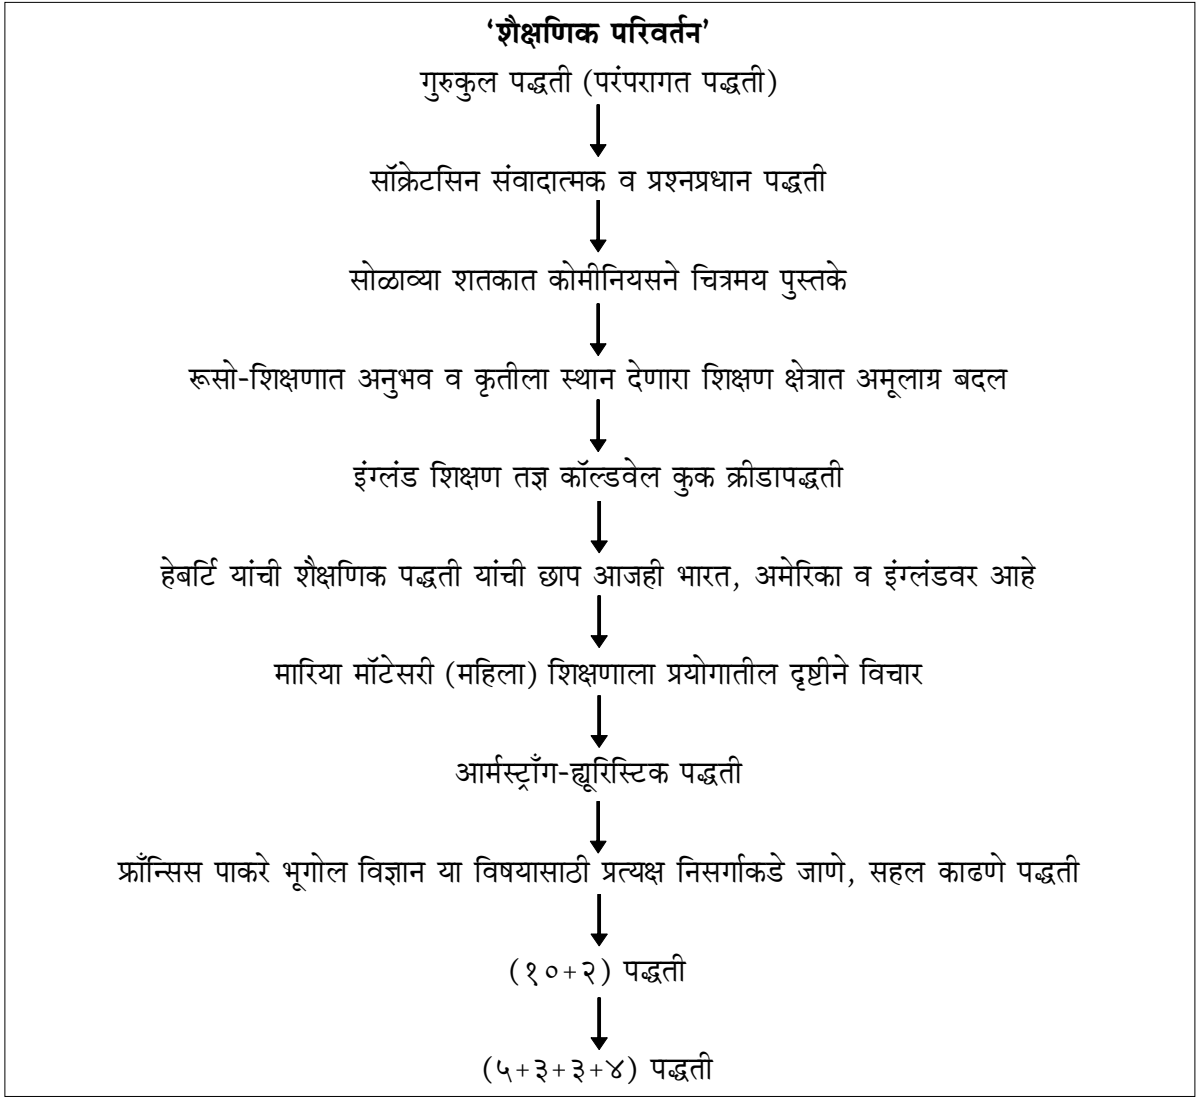 ‘शैक्षणिक परिवर्तन’
गुरुकुल पद्धती (परंपरागत पद्धती)
सॉक्रेटसिन संवादात्मक व प्रश्नप्रधान पद्धती
सोळाव्या शतकात कोमीनियसने चित्रमय पुस्तके
रूसो-शिक्षणात अनुभव व कृतीला स्थान देणारा शिक्षण क्षेत्रात अमूलाग्र बदल
इंग्लंड शिक्षण तज्ञ कॉल्डवेल कुक क्रीडापद्धती
हेबर्टि यांची शैक्षणिक पद्धती यांची छाप आजही भारत, अमेरिका व इंग्लंडवर आहे
मारिया मॉटेसरी (महिला) शिक्षणाला प्रयोगातील दृष्टीने विचार
आर्मस्ट्राँग-ह्यूरिस्टिक पद्धती
फ्राँन्सिस पाकरे भूगोल विज्ञान या विषयासाठी प्रत्यक्ष निसर्गाकडे जाणे, सहल काढणे पद्धती
(१०+२) पद्धती
(५+३+३+४) पद्धती